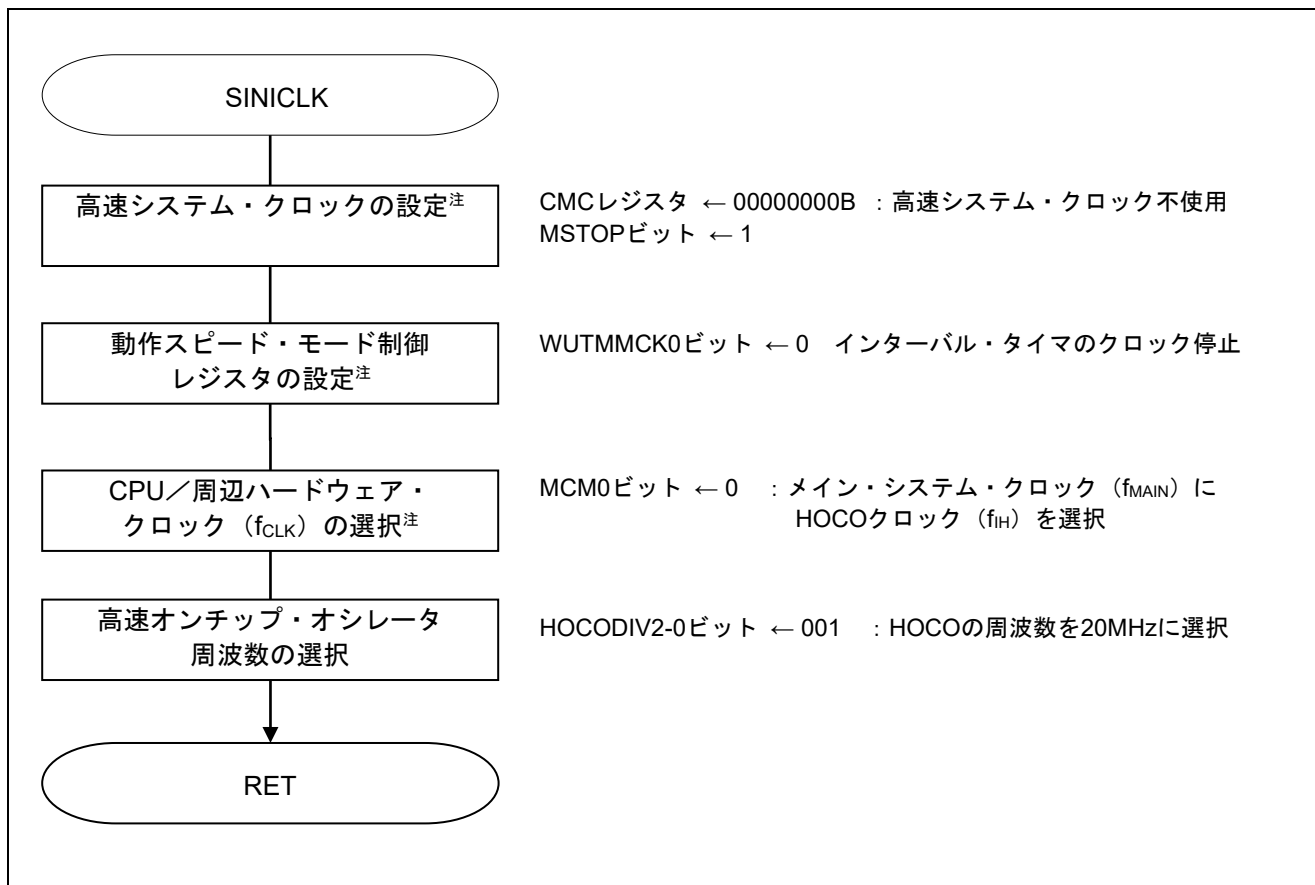 SINICLK
高速システム・クロックの設定注
CMCレジスタ ← 00000000B ：高速システム・クロック不使用
MSTOPビット ← 1
動作スピード・モード制御
レジスタの設定注
WUTMMCK0ビット ← 0 インターバル・タイマのクロック停止
CPU／周辺ハードウェア・
クロック（fCLK）の選択注
MCM0ビット ← 0 ：メイン・システム・クロック（fMAIN）に
HOCOクロック（fIH）を選択
高速オンチップ・オシレータ
周波数の選択
HOCODIV2-0ビット ← 001 ：HOCOの周波数を20MHzに選択
RET